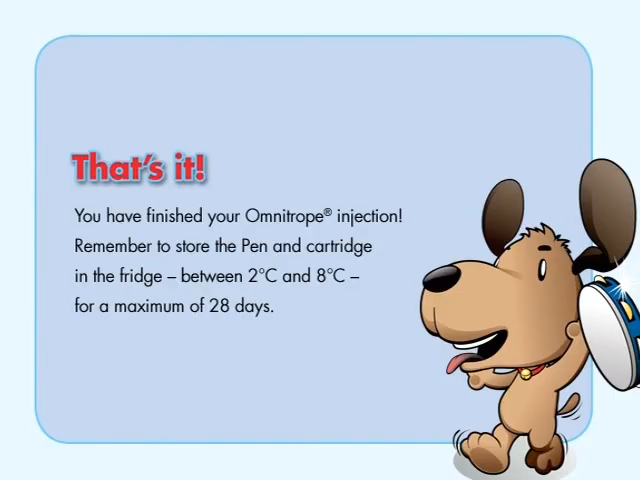 That's it!
You have finished your Omnitrope® injection!
Remember to store the Pen and cartridge
in the fridge – between 2°C and 8°C –
for a maximum of 28 days.